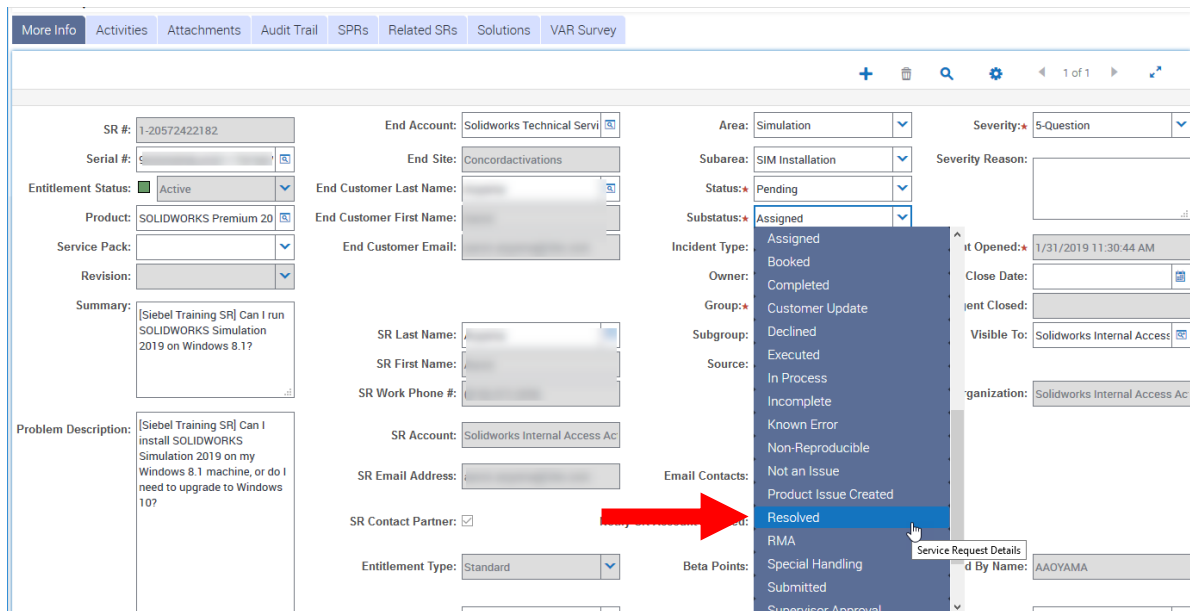 More Info Activities Attachments Audit Trail SPRs Related SRs Solutions VAR Survey
1 of 1
SR #: 1-20572422182 End Account: Solidworks Technical Servi Area: Simulation Severity:★ 5-Question
Serial #: End Site: Concordactivations Subarea: SIM Installation Severity Reason:
Entitlement Status: Active End Customer Last Name: Status:★ Pending
Product: SOLIDWORKS Premium 20 End Customer First Name: Substatus:★ Assigned
Service Pack: End Customer Email: Incident Type: Assigned t Opened:★ 1/31/2019 11:30:44 AM
Booked
Revision: Owner: Completed Close Date:
Summary: [Siebel Training SR] Can I run Group:★ Customer Update ent Closed:
SOLIDWORKS Simulation
2019 on Windows 8.1?
SR Last Name: Subgroup: Declined Visible To: Solidworks Internal Access
SR First Name: Source: Executed
In Process
SR Work Phone #: Incomplete rganization: Solidworks Internal Access Ac
Problem Description: [Siebel Training SR] Can I
install SOLIDWORKS
Simulation 2019 on my
Windows 8.1 machine, or do I
need to upgrade to Windows
10?
SR Account: Solidworks Internal Access Ac Known Error
Non-Reproducible
SR Email Address: Email Contacts: Not an Issue
Product Issue Created
SR Contact Partner: Resolved
RMA
Service Request Details
Entitlement Type: Standard Beta Points: Special Handling d By Name: AAOYAMA
Submitted
Supervisor Approval